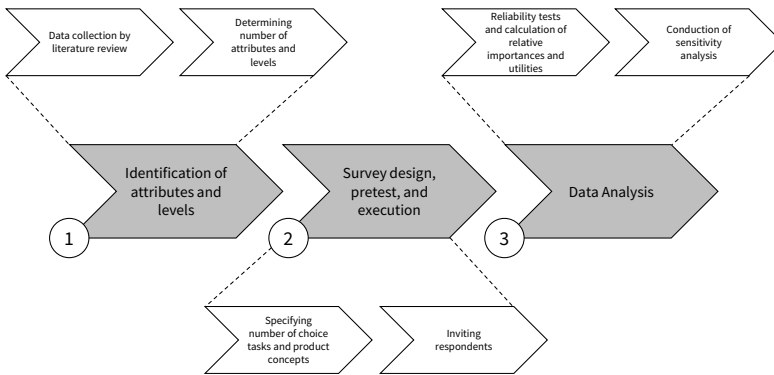 Data collection by
literature review
Determining
number of
attributes and
levels
Reliability tests
and calculation of
relative
importances and
utilities
Conduction of
sensitivity
analysis
Identification of
attributes and
levels
1
Survey design,
pretest, and
execution
2
Data Analysis
3
Specifying
number of choice
tasks and product
concepts
Inviting
respondents